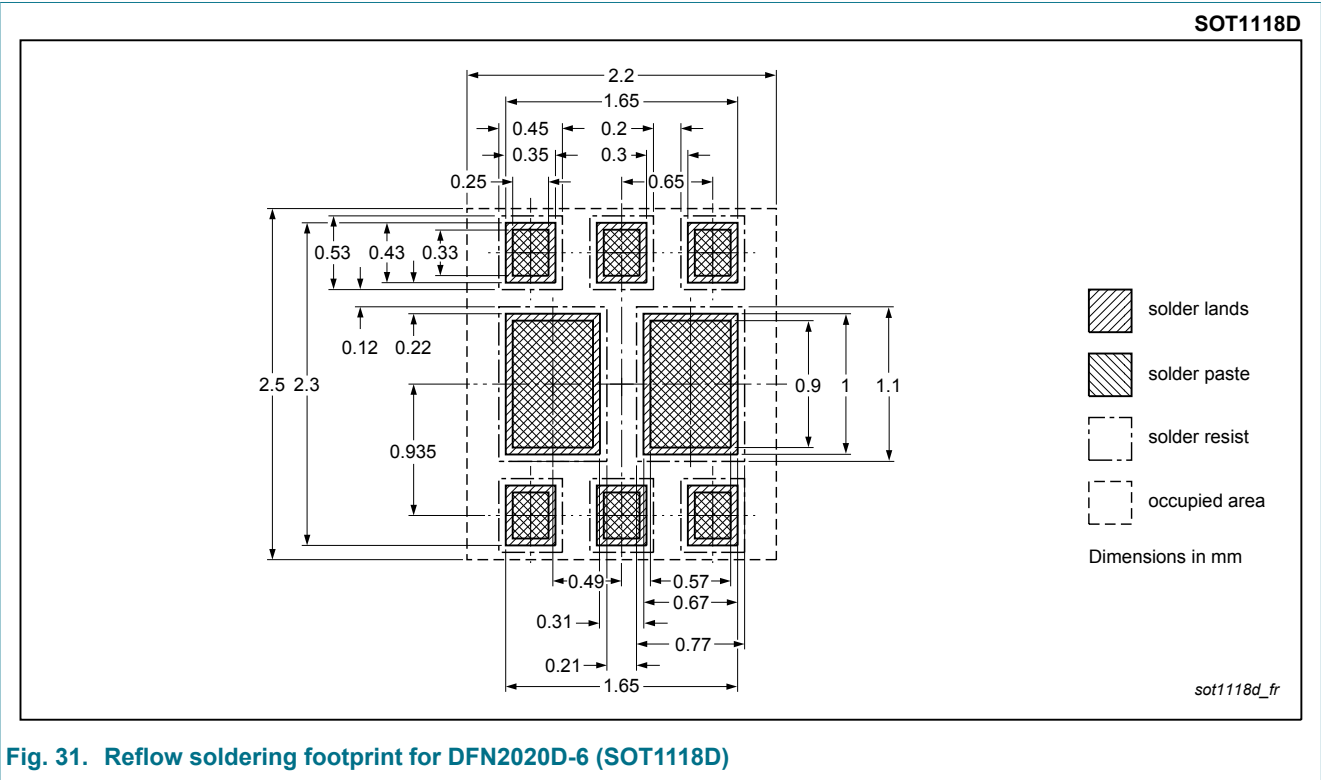 SOT1118D
2.2
1.65
0.45 0.2
0.35 0.3
0.25 0.65
0.53 0.43 0.33
solder lands
0.12 0.22
solder paste
2.5 2.3 0.9 1 1.1
solder resist
0.935
occupied area
Dimensions in mm
0.49 0.57
0.67
0.31
0.77
0.21
1.65
sot1118d_fr
Fig. 31. Reflow soldering footprint for DFN2020D-6 (SOT1118D)